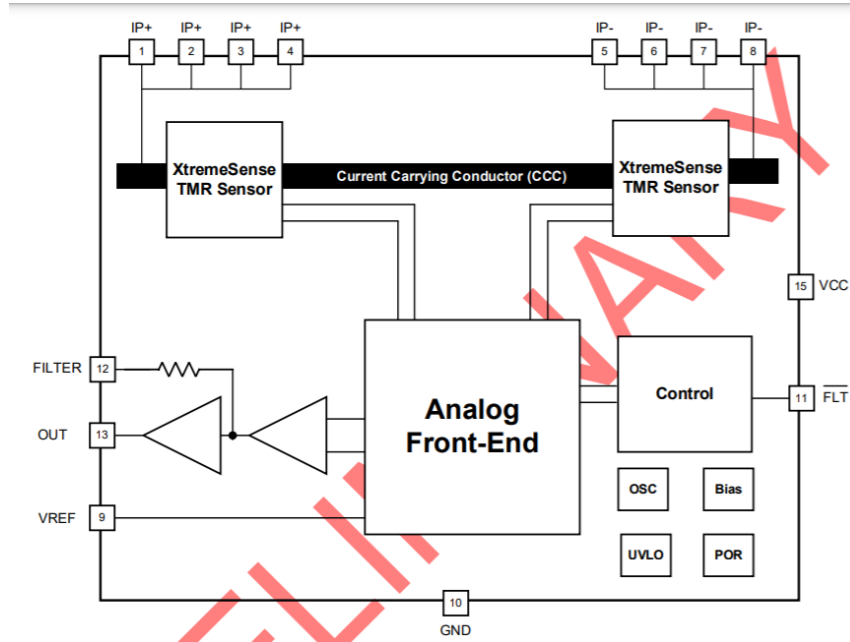 IP+ IP+ IP+ IP+ IP- IP- IP- IP-
1 2 3 4 5 6 7 8
XtremeSense
TMR Sensor
Current Carrying Conductor (CCC)
XtremeSense
TMR Sensor
15 VCC
FILTER 12
Analog
Front-End
Control
11 FLT
OUT 13
OSC Bias
VREF 9
UVLO POR
10
GND